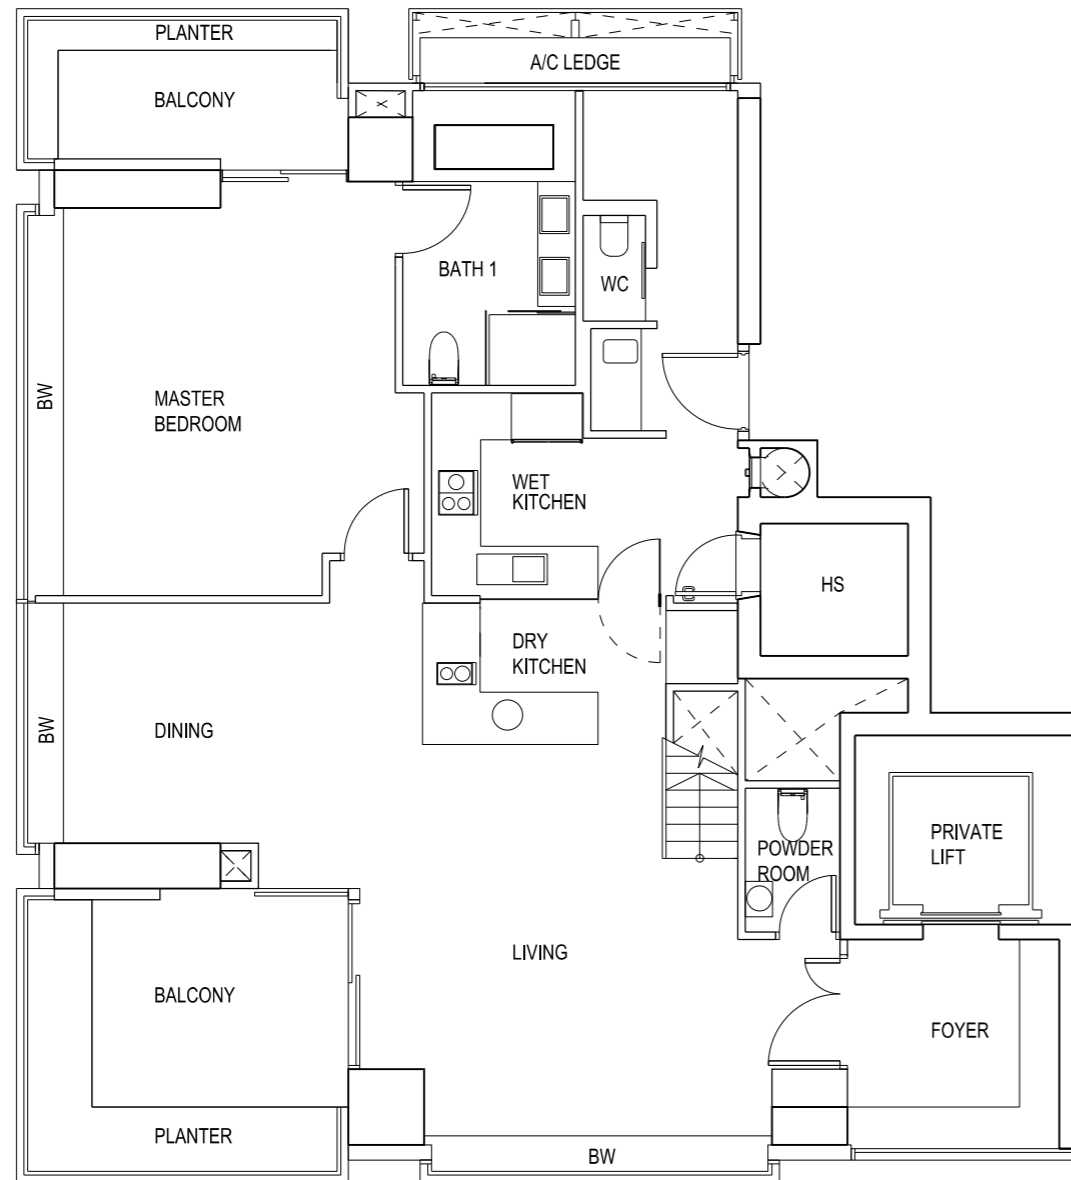 PLANTER
A/C LEDGE
BALCONY
BATH 1
WC
BW
MASTER
BEDROOM
WET
KITCHEN
HS
DRY
KITCHEN
BW
DINING
PRIVATE
LIFT
POWDER
ROOM
LIVING
BALCONY
FOYER
PLANTER
BW